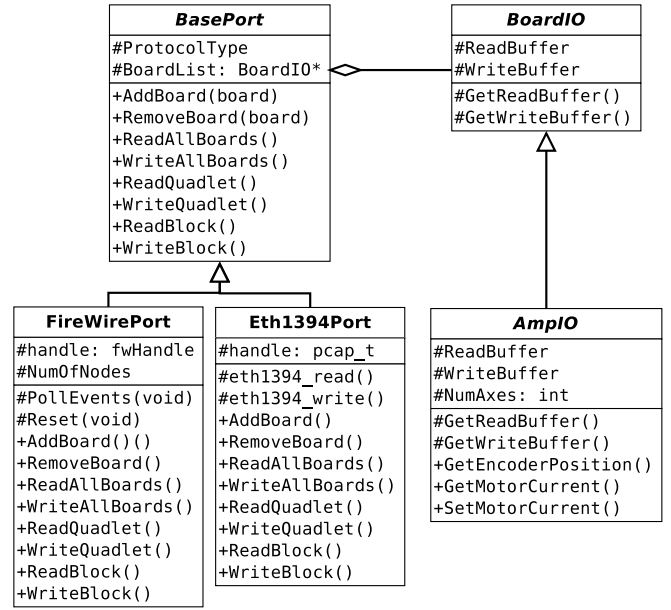 BasePort
#ProtocolType
#BoardList: BoardIO*
+AddBoard(board)
+RemoveBoard(board)
+ReadAllBoards()
+WriteAllBoards()
+ReadQuadlet()
+WriteQuadlet()
+ReadBlock()
+WriteBlock()
BoardIO
#ReadBuffer
#WriteBuffer
#GetReadBuffer()
#GetWriteBuffer()
FireWirePort
#handle: fwHandle
#NumOfNodes
#PollEvents(void)
#Reset(void)
+AddBoard()()
+RemoveBoard()
+ReadAllBoards()
+WriteAllBoards()
+ReadQuadlet()
+WriteQuadlet()
+ReadBlock()
+WriteBlock()
Eth1394Port
#handle: pcap_t
#eth1394_read()
#eth1394_write()
+AddBoard()
+RemoveBoard()
+ReadAllBoards()
+WriteAllBoards()
+ReadQuadlet()
+WriteQuadlet()
+ReadBlock()
+WriteBlock()
AmpIO
#ReadBuffer
#WriteBuffer
#NumAxes: int
#GetReadBuffer()
#GetWriteBuffer()
+GetEncoderPosition()
+GetMotorCurrent()
+SetMotorCurrent()